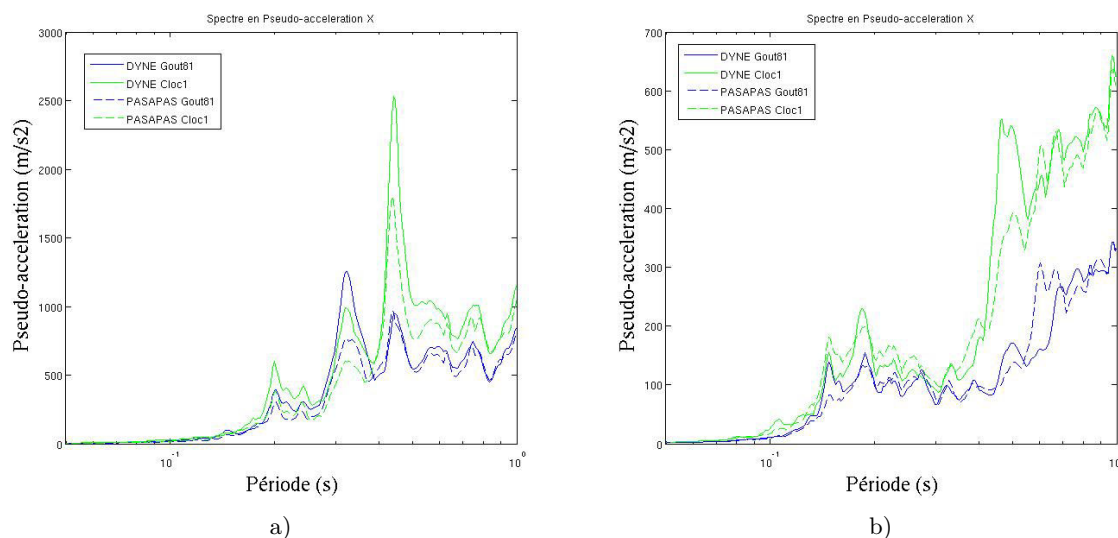 Spectre en Pseudo-acceleration X
3000
2500
2000
1500
1000
500
0
DYNE Gout81
DYNE Cloc1
PASAPAS Gout81
PASAPAS Cloc1
Pseudo-acceleration (m/s2)
10⁻¹
10⁰
Période (s)
a)
Spectre en Pseudo-acceleration X
700
600
500
400
300
200
100
0
DYNE Gout81
DYNE Cloc1
PASAPAS Gout81
PASAPAS Cloc1
Pseudo-acceleration (m/s2)
10⁻¹
10
Période (s)
b)